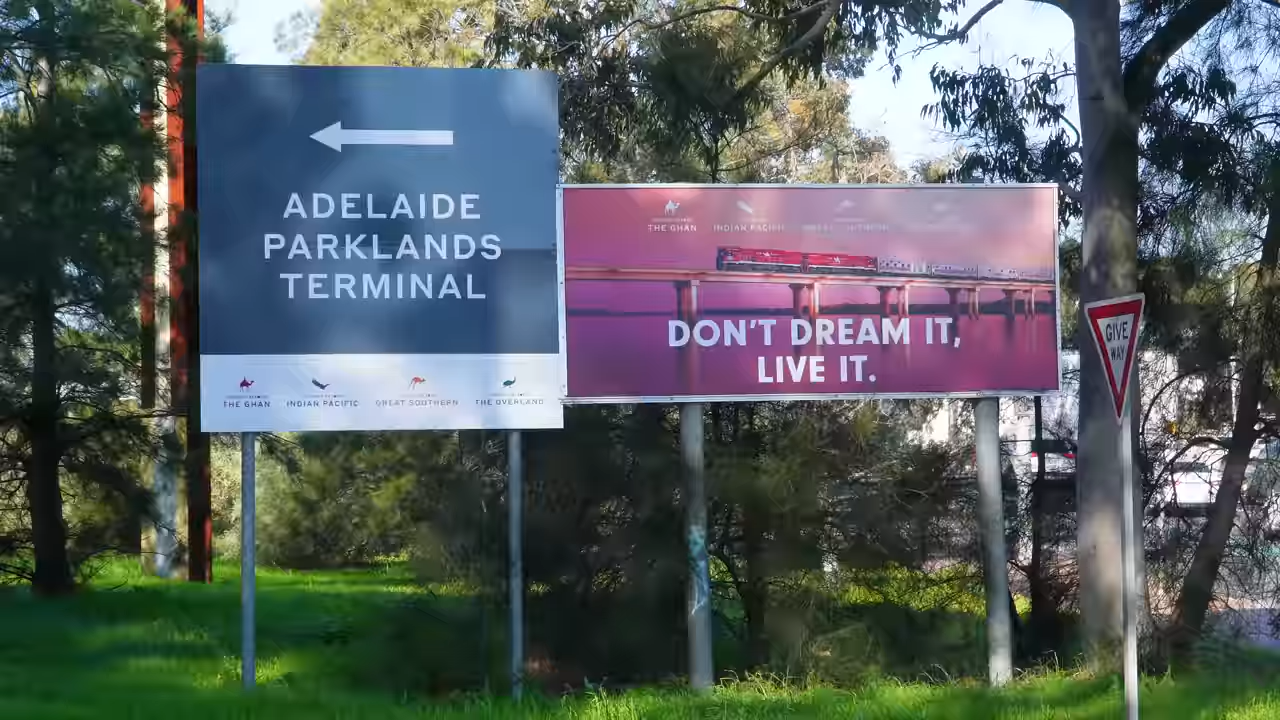 ADELAIDE
PARKLANDS
TERMINAL
THE GHAN
INDIAN PACIFIC
GREAT SOUTHERN
THE OVERLAND
THE GHAN
INDIAN PACIFIC
DON'T DREAM IT,
LIVE IT.
GIVE
WAY